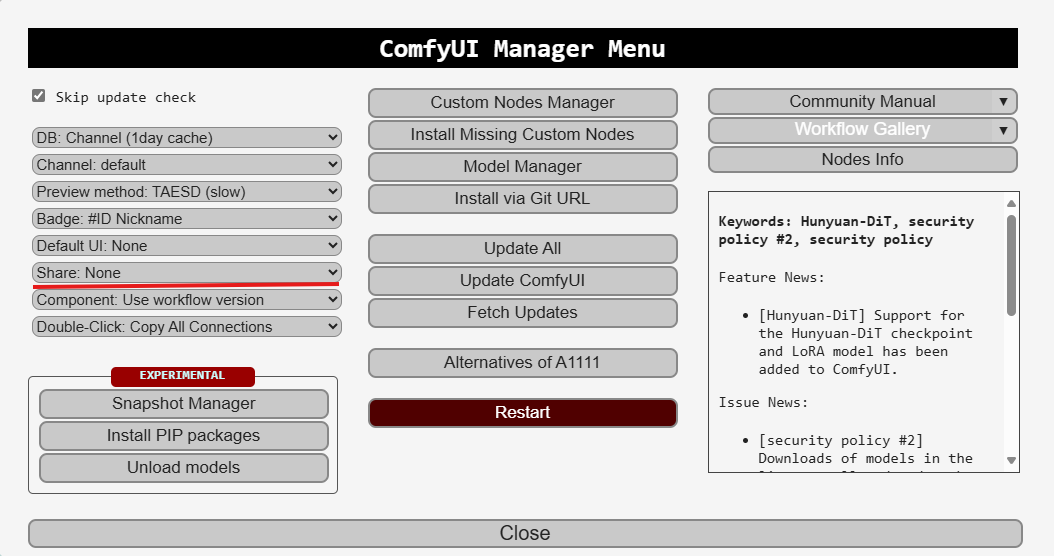 ComfyUI Manager Menu
Skip update check
DB: Channel (1day cache)
Channel: default
Preview method: TAESD (slow)
Badge: #ID Nickname
Default UI: None
Share: None
Component: Use workflow version
Double-Click: Copy All Connections
EXPERIMENTAL
Snapshot Manager
Install PIP packages
Unload models
Custom Nodes Manager
Install Missing Custom Nodes
Model Manager
Install via Git URL
Update All
Update ComfyUI
Fetch Updates
Alternatives of A1111
Restart
Community Manual
Workflow Gallery
Nodes Info
Keywords: Hunyuan-DiT, security
policy #2, security policy
Feature News:
• [Hunyuan-DiT] Support for
the Hunyuan-DiT checkpoint
and LoRA model has been
added to ComfyUI.
Issue News:
• [security policy #2]
Downloads of models in the
Close